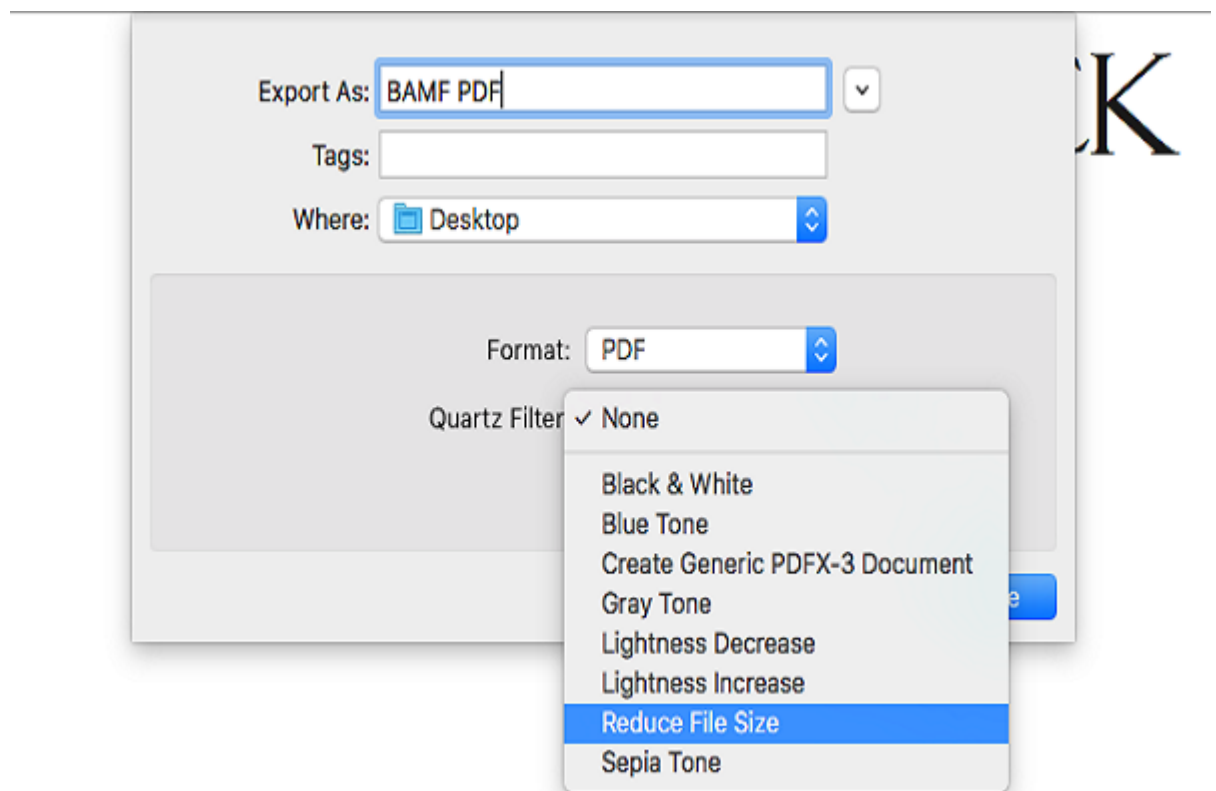 CK
Export As: BAMF PDF
Tags:
Where: Desktop
Format: PDF
Quartz Filter ✓ None
Black & White
Blue Tone
Create Generic PDFX-3 Document
Gray Tone
Lightness Decrease
Lightness Increase
Reduce File Size
Sepia Tone